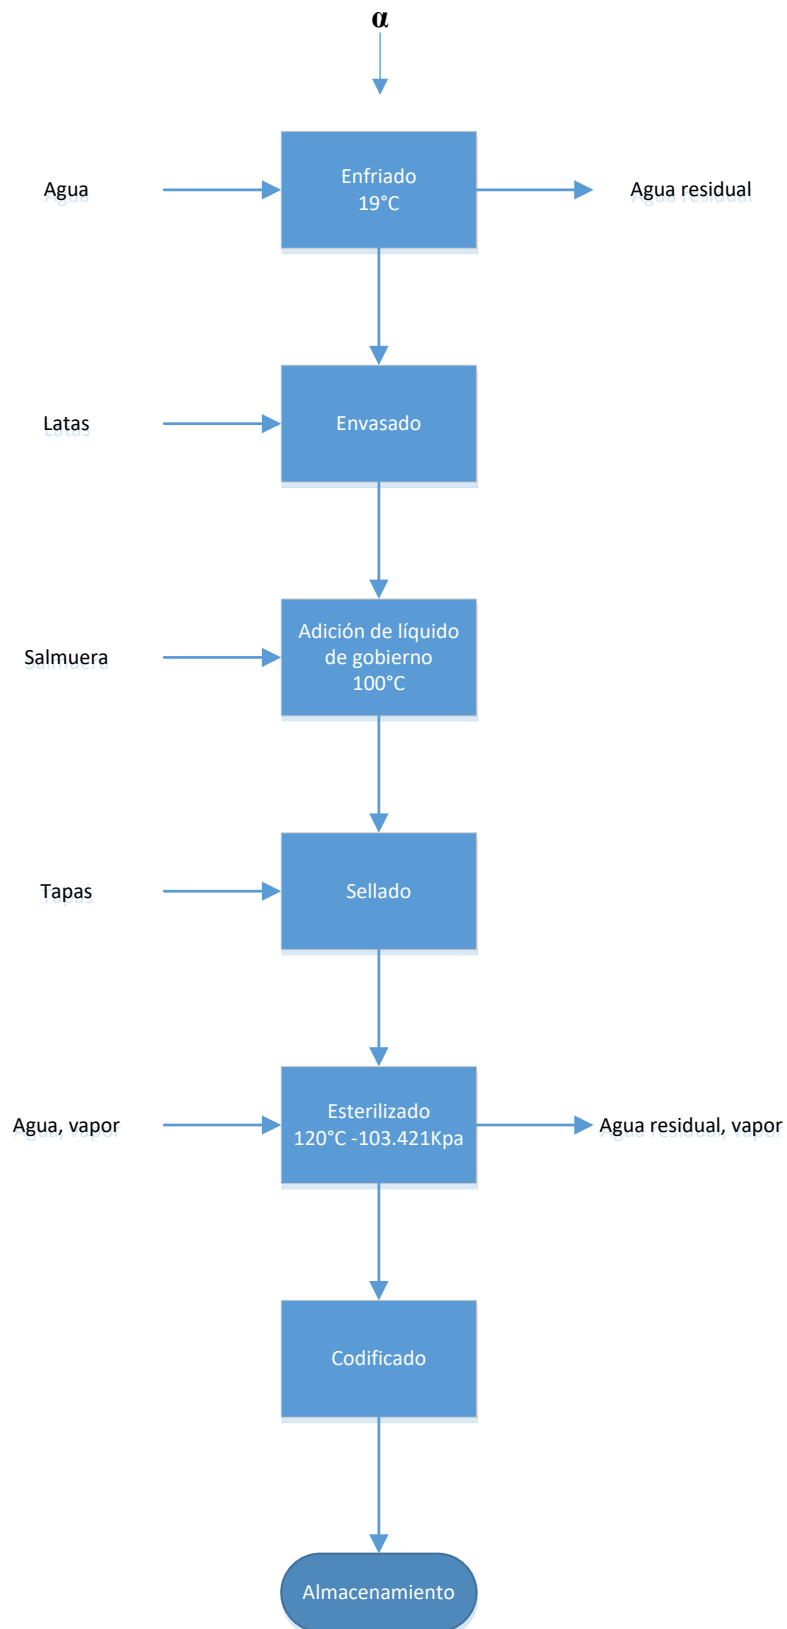 α
Agua
Enfriado
19°C
Agua residual
Latas
Envasado
Salmuera
Adición de líquido
de gobierno
100°C
Tapas
Sellado
Agua, vapor
Esterilizado
120°C -103.421Kpa
Agua residual, vapor
Codificado
Almacenamiento